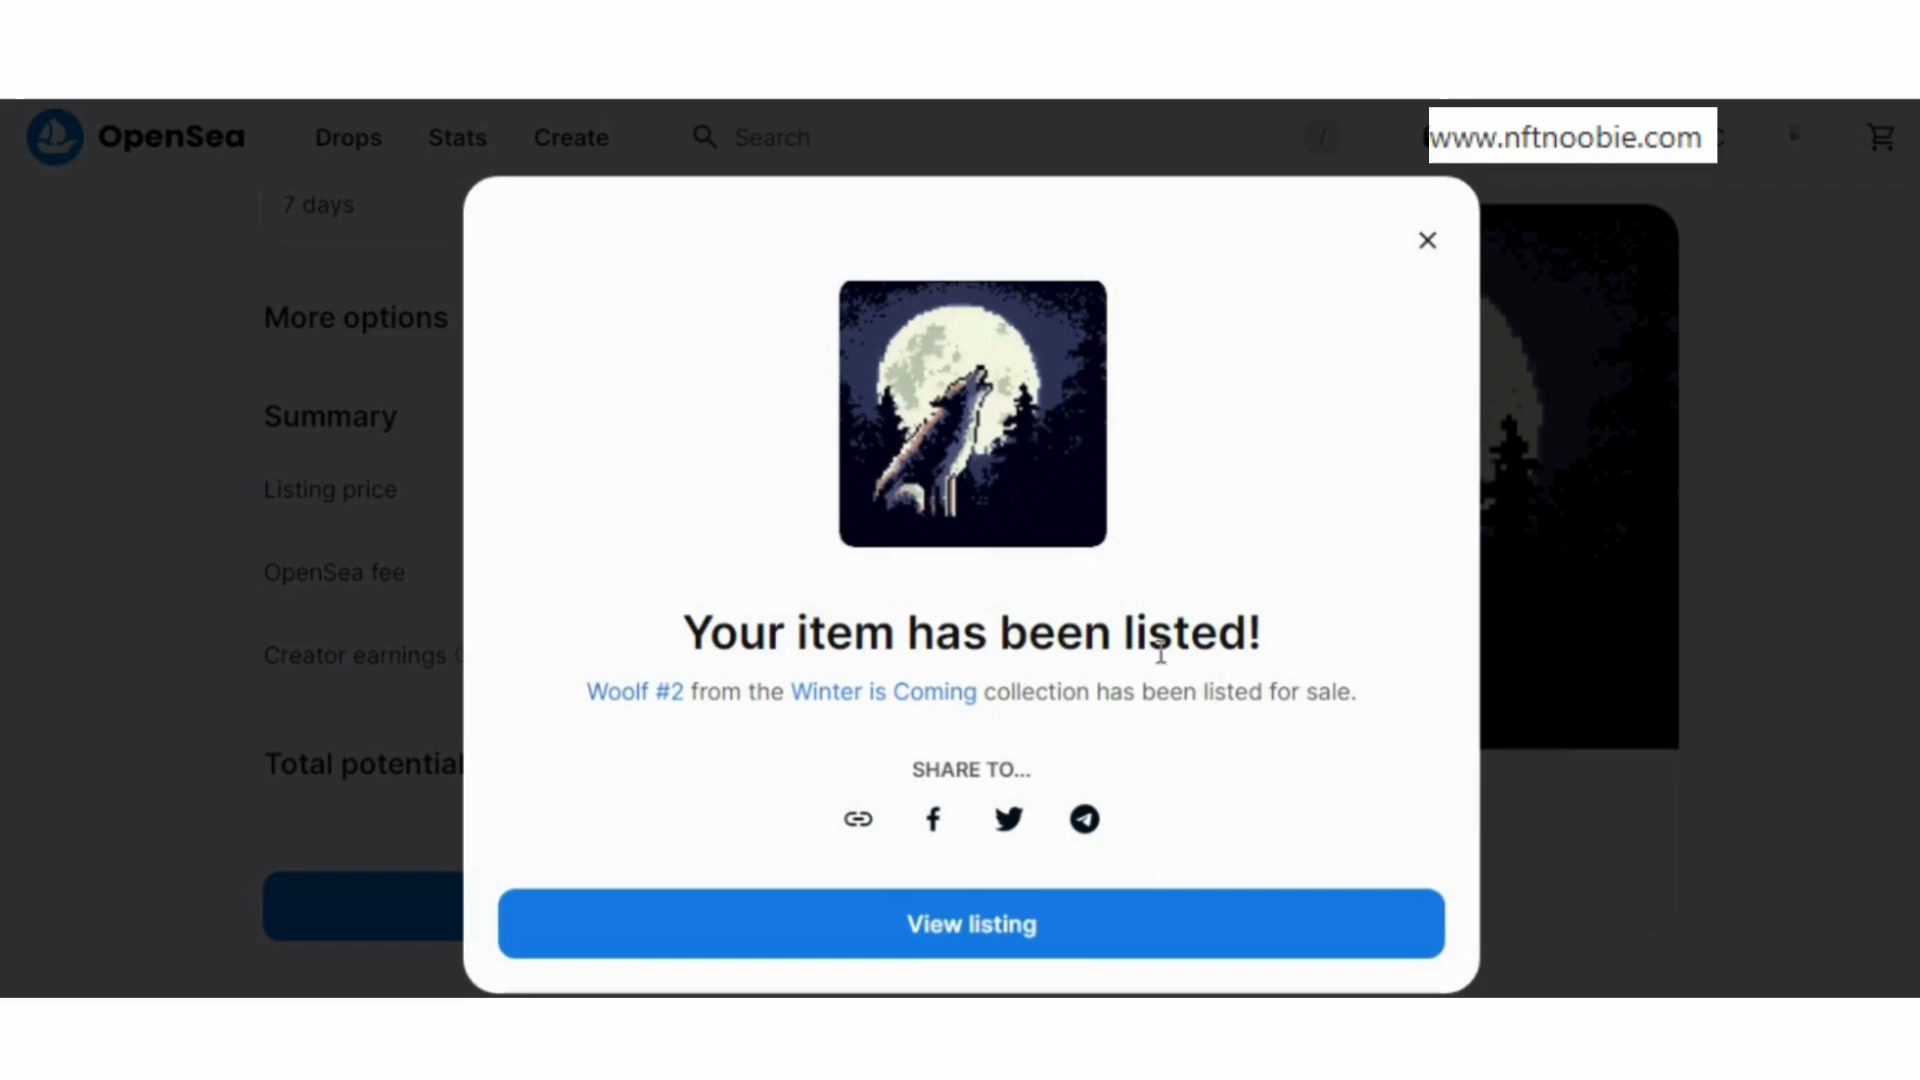 OpenSea
Drops
Stats
Create
Search
/
www.nftnoobie.com
7 days
More options
Summary
Listing price
OpenSea fee
Creator earnings
Total potential
Your item has been listed!
Woolf #2 from the Winter is Coming collection has been listed for sale.
SHARE TO...
View listing